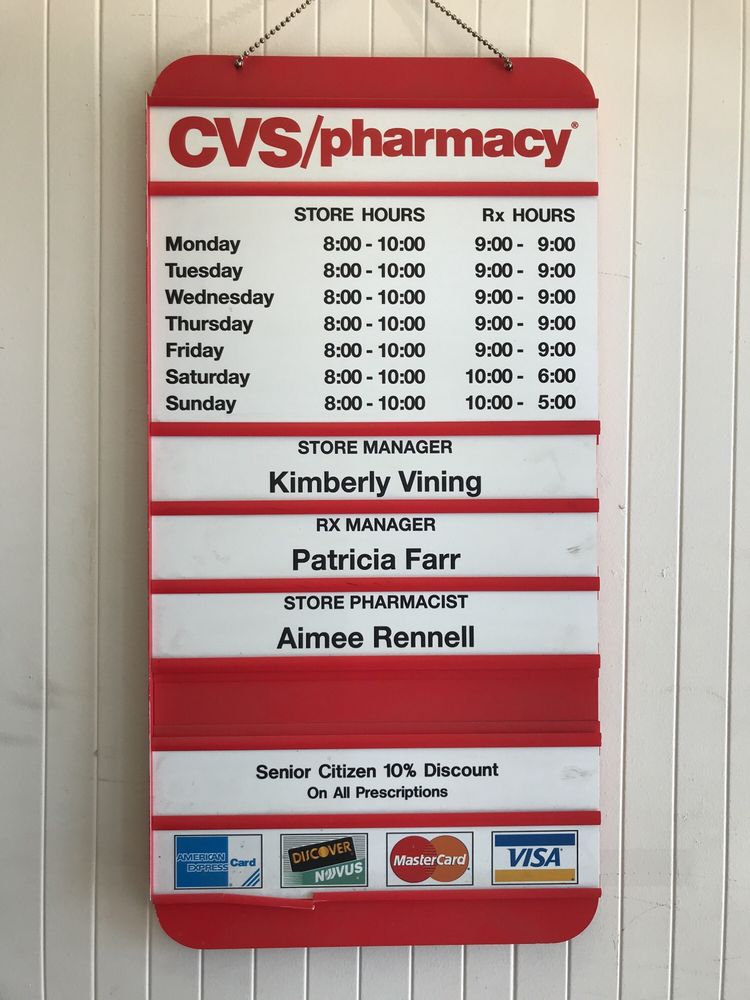 CVS/pharmacy®
STORE HOURS Rx HOURS
Monday 8:00 - 10:00 9:00 - 9:00
Tuesday 8:00 - 10:00 9:00 - 9:00
Wednesday 8:00 - 10:00 9:00 - 9:00
Thursday 8:00 - 10:00 9:00 - 9:00
Friday 8:00 - 10:00 9:00 - 9:00
Saturday 8:00 - 10:00 10:00 - 6:00
Sunday 8:00 - 10:00 10:00 - 5:00
STORE MANAGER
Kimberly Vining
RX MANAGER
Patricia Farr
STORE PHARMACIST
Aimee Rennell
Senior Citizen 10% Discount
On All Prescriptions
AMERICAN EXPRESS Card
DISCOVER
NOVUS
MasterCard
VISA